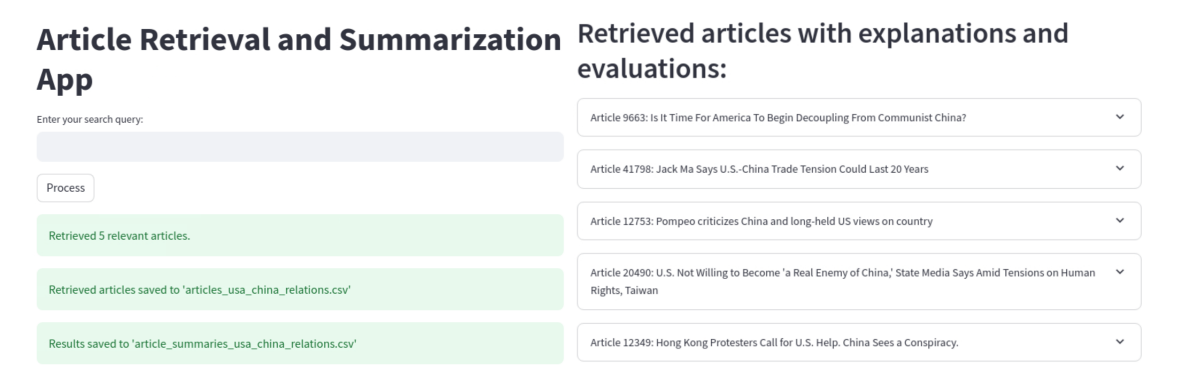 Article Retrieval and Summarization
App
Enter your search query:
Process
Retrieved 5 relevant articles.
Retrieved articles saved to 'articles_usa_china_relations.csv'
Results saved to 'article_summaries_usa_china_relations.csv'
Retrieved articles with explanations and
evaluations:
Article 9663: Is It Time For America To Begin Decoupling From Communist China?
Article 41798: Jack Ma Says U.S.-China Trade Tension Could Last 20 Years
Article 12753: Pompeo criticizes China and long-held US views on country
Article 20490: U.S. Not Willing to Become 'a Real Enemy of China,' State Media Says Amid Tensions on Human
Rights, Taiwan
Article 12349: Hong Kong Protesters Call for U.S. Help. China Sees a Conspiracy.